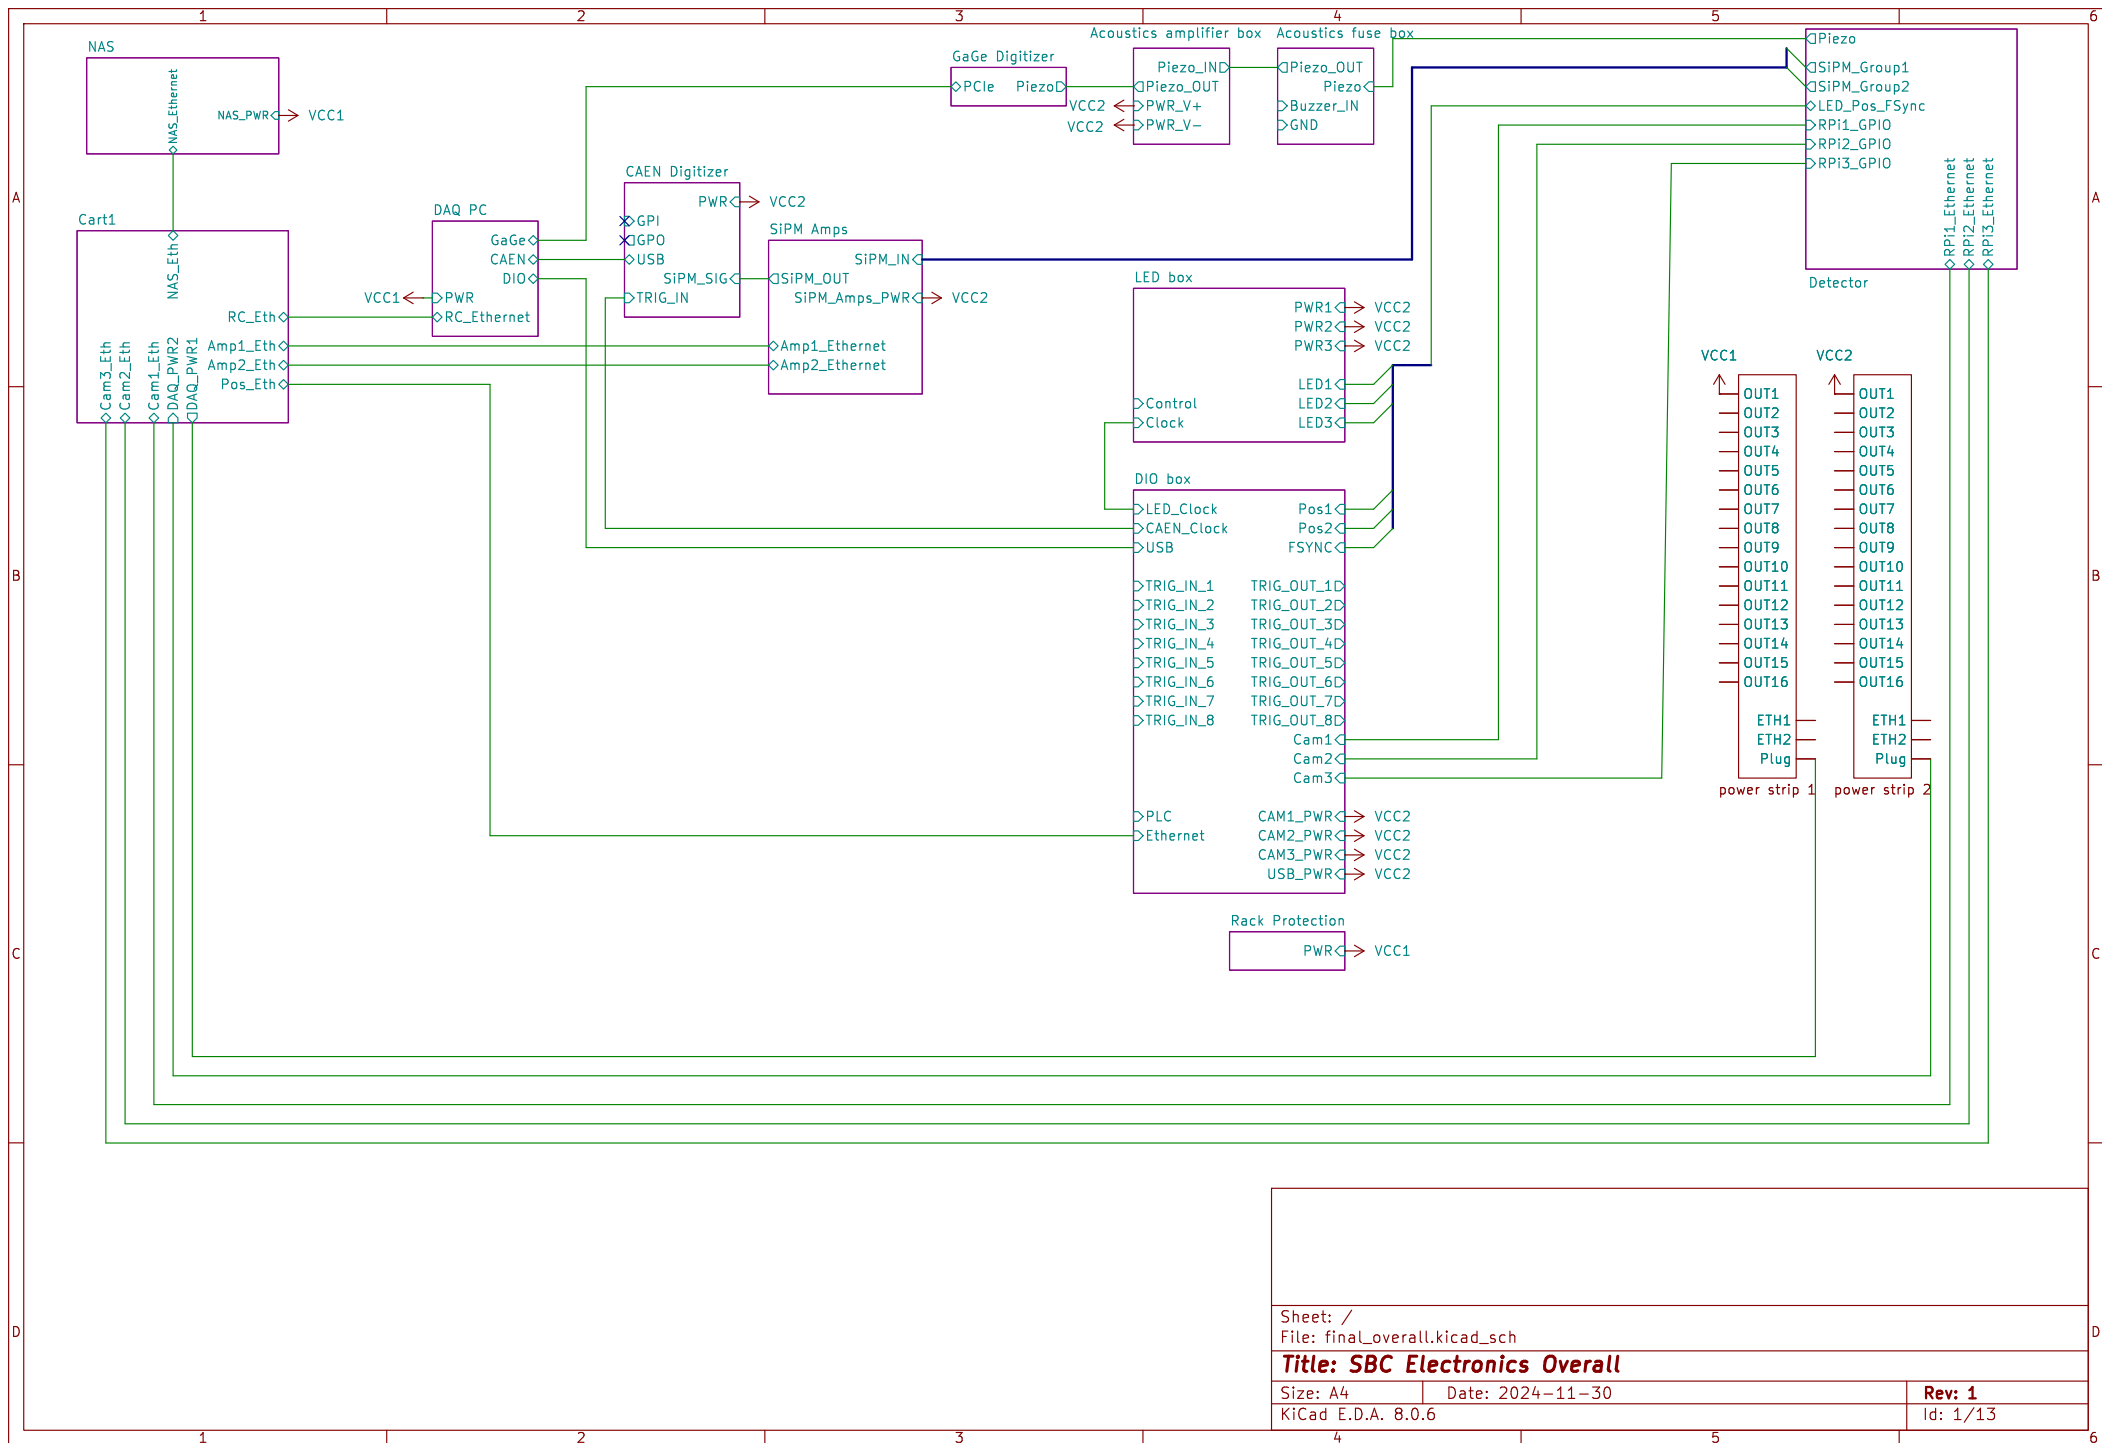 1 2 3 4 5 6
NAS
NAS_Ethernet
NAS_PWR
VCC1
Cart1
NAS_Eth
RC_Eth
Amp1_Eth
Amp2_Eth
Pos_Eth
Cam3_Eth
Cam2_Eth
Cam1_Eth
DAQ_PWR2
DAQ_PWR1
DAQ PC
GaGe
CAEN
DIO
VCC1
PWR
RC_Ethernet
CAEN Digitizer
PWR
VCC2
GPI
GPO
USB
SiPM_SIG
TRIG_IN
SiPM Amps
SiPM_IN
SiPM_OUT
SiPM_Amps_PWR
VCC2
Amp1_Ethernet
Amp2_Ethernet
GaGe Digitizer
PCIe
Piezo
Acoustics amplifier box
Piezo_IN
Piezo_OUT
VCC2
PWR_V+
VCC2
PWR_V-
Acoustics fuse box
Piezo_OUT
Piezo
Buzzer_IN
GND
Piezo
SiPM_Group1
SiPM_Group2
LED_Pos_FSync
RPi1_GPIO
RPi2_GPIO
RPi3_GPIO
RPi1_Ethernet
RPi2_Ethernet
RPi3_Ethernet
Detector
LED box
PWR1
VCC2
PWR2
VCC2
PWR3
VCC2
LED1
Control
LED2
Clock
LED3
DIO box
LED_Clock
Pos1
CAEN_Clock
Pos2
USB
FSYNC
TRIG_IN_1
TRIG_OUT_1
TRIG_IN_2
TRIG_OUT_2
TRIG_IN_3
TRIG_OUT_3
TRIG_IN_4
TRIG_OUT_4
TRIG_IN_5
TRIG_OUT_5
TRIG_IN_6
TRIG_OUT_6
TRIG_IN_7
TRIG_OUT_7
TRIG_IN_8
TRIG_OUT_8
Cam1
Cam2
Cam3
PLC
CAM1_PWR
VCC2
Ethernet
CAM2_PWR
VCC2
CAM3_PWR
VCC2
USB_PWR
VCC2
Rack Protection
PWR
VCC1
VCC1
OUT1
OUT2
OUT3
OUT4
OUT5
OUT6
OUT7
OUT8
OUT9
OUT10
OUT11
OUT12
OUT13
OUT14
OUT15
OUT16
ETH1
ETH2
Plug
power strip 1
VCC2
OUT1
OUT2
OUT3
OUT4
OUT5
OUT6
OUT7
OUT8
OUT9
OUT10
OUT11
OUT12
OUT13
OUT14
OUT15
OUT16
ETH1
ETH2
Plug
power strip 2
A
A
B
B
C
C
D
D
Sheet: /
File: final_overall.kicad_sch
Title: SBC Electronics Overall
Size: A4
Date: 2024-11-30
Rev: 1
KiCad E.D.A. 8.0.6
Id: 1/13
1 2 3 4 5 6